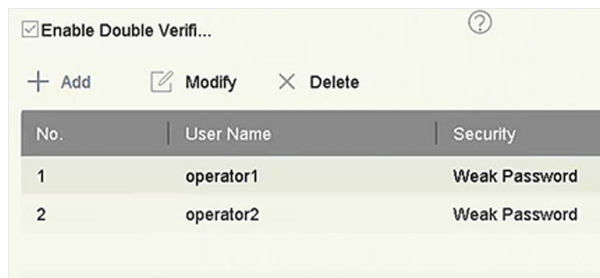 Enable Double Verifi...
Add Modify Delete
No. User Name Security
1 operator1 Weak Password
2 operator2 Weak Password